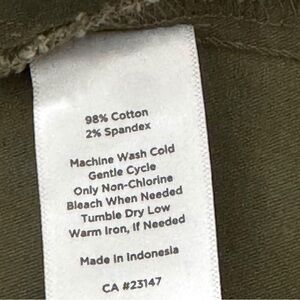 98% Cotton
2% Spandex
Machine Wash Cold
Gentle Cycle
Only Non-Chlorine
Bleach When Needed
Tumble Dry Low
Warm Iron, If Needed
Made in Indonesia
CA #23147